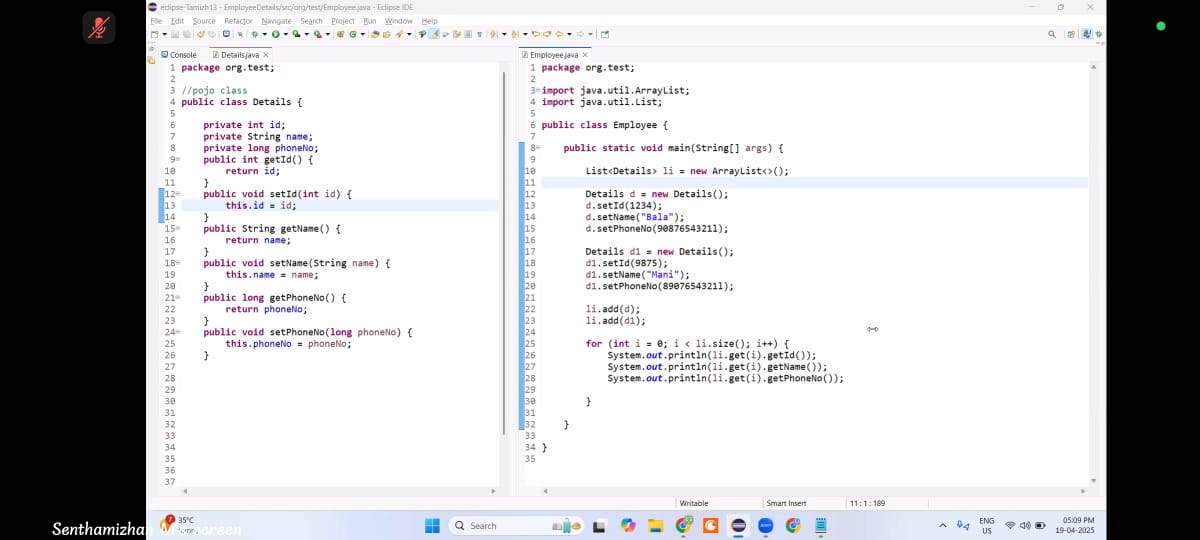 eclipse-Tamizh13 - EmployeeDetails/src/org/test/Employee.java - Eclipse IDE
File Edit Source Refactor Navigate Search Project Run Window Help
Console Details.java ×
1 package org.test;
2
3 //pojo class
4 public class Details {
5
6 private int id;
7 private String name;
8 private long phoneNo;
9 public int getId() {
10 return id;
11 }
12 public void setId(int id) {
13 this.id = id;
14 }
15 public String getName() {
16 return name;
17 }
18 public void setName(String name) {
19 this.name = name;
20 }
21 public long getPhoneNo() {
22 return phoneNo;
23 }
24 public void setPhoneNo(long phoneNo) {
25 this.phoneNo = phoneNo;
26 }
27
28
29
30
31
32
33
34
35
36
37
Employee.java ×
1 package org.test;
2
3 import java.util.ArrayList;
4 import java.util.List;
5
6 public class Employee {
7
8 public static void main(String[] args) {
9
10 List<Details> li = new ArrayList<>();
11
12 Details d = new Details();
13 d.setId(1234);
14 d.setName("Bala");
15 d.setPhoneNo(9087654321l);
16
17 Details d1 = new Details();
18 d1.setId(9875);
19 d1.setName("Mani");
20 d1.setPhoneNo(8907654321l);
21
22 li.add(d);
23 li.add(d1);
24
25 for (int i = 0; i < li.size(); i++) {
26 System.out.println(li.get(i).getId());
27 System.out.println(li.get(i).getName());
28 System.out.println(li.get(i).getPhoneNo());
29
30 }
31
32 }
33
34 }
35
Writable Smart Insert 11 : 1 : 189
35°C
Search
ENG
US
05:09 PM
19-04-2025
Senthamizhan screen